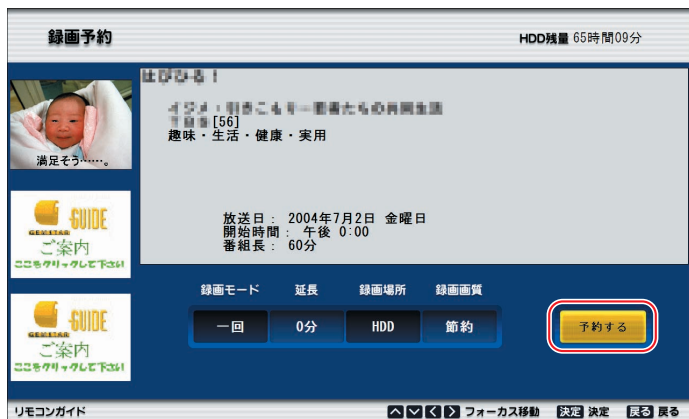 録画予約
HDD残量 65時間09分
はぴひる！
[56]
趣味・生活・健康・実用
満足そう……。
放送日： 2004年7月2日 金曜日
開始時間： 午後 0:00
番組長： 60分
GUIDE
GEMSTAR
ご案内
ここをクリックして下さい
録画モード 延長 録画場所 録画画質
一回 0分 HDD 節約
予約する
GUIDE
GEMSTAR
ご案内
ここをクリックして下さい
リモコンガイド フォーカス移動 決定 決定 戻る 戻る